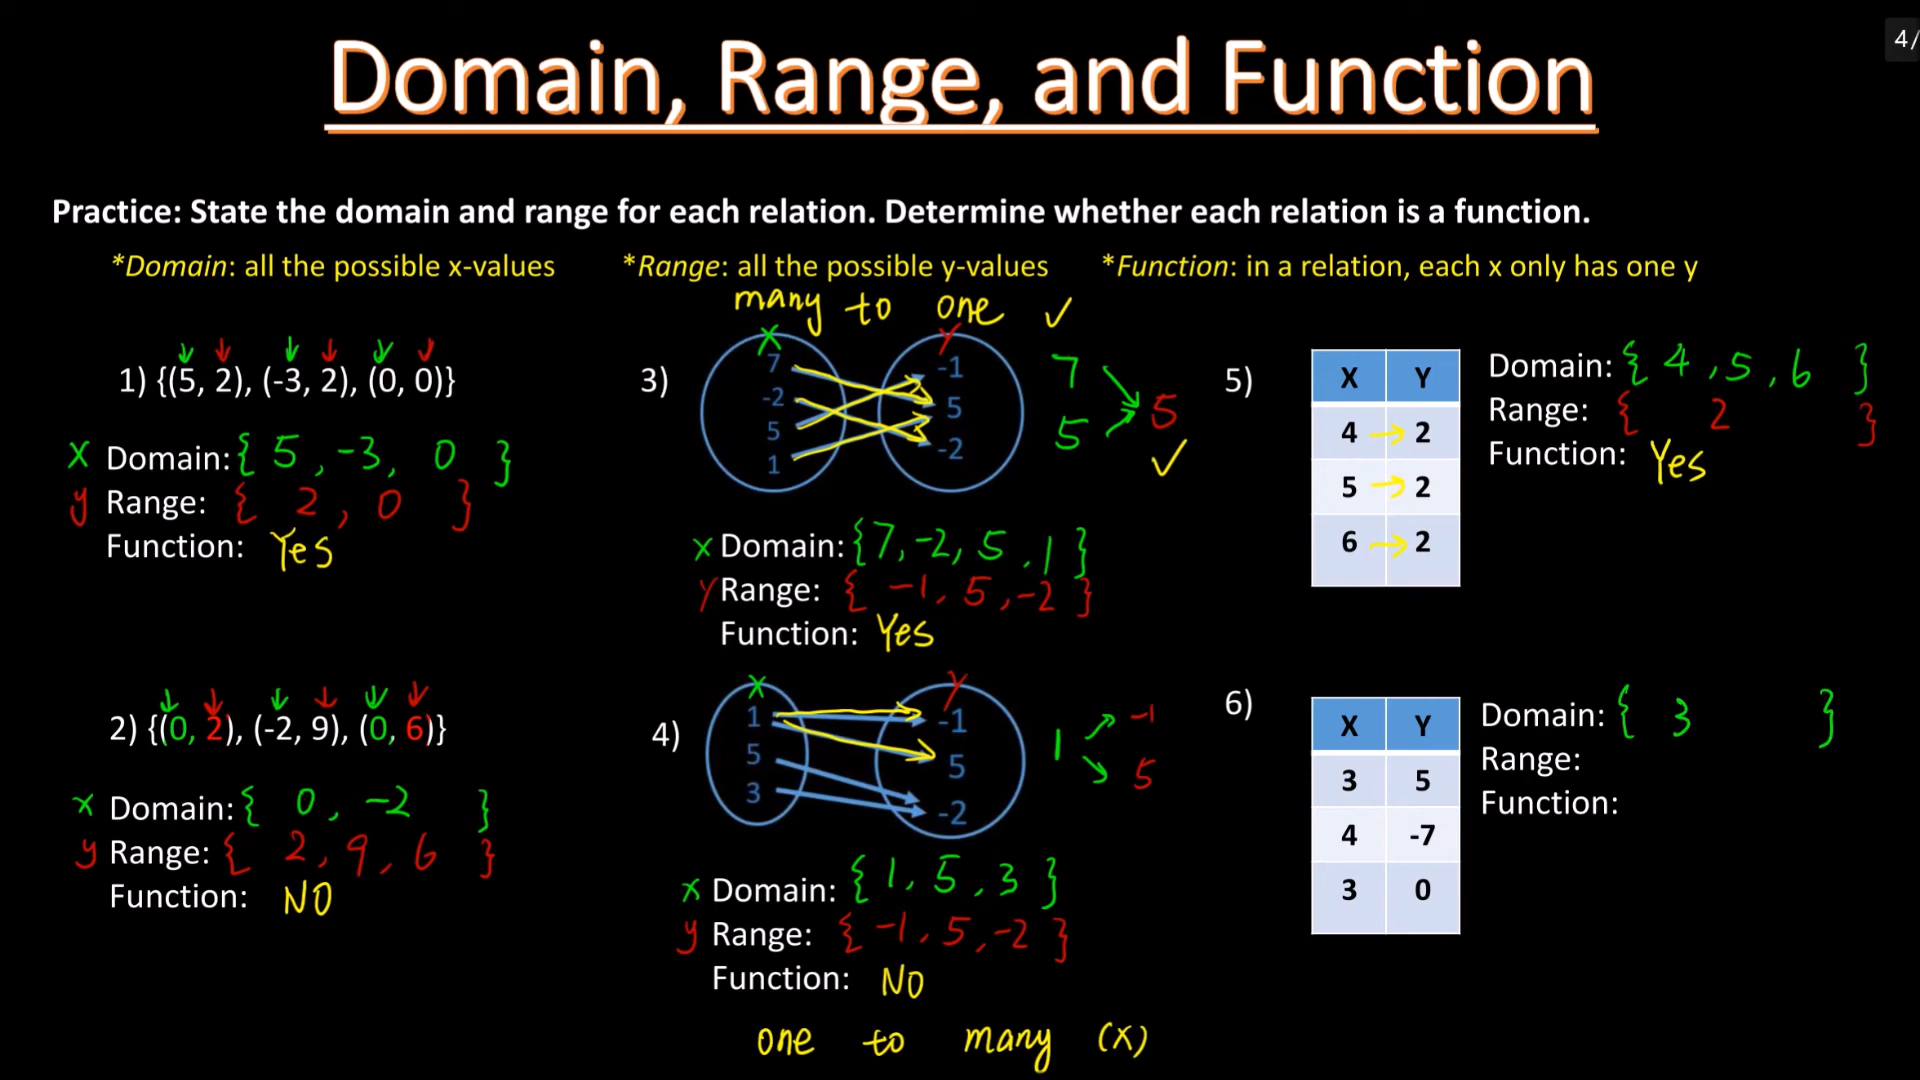 4/
Domain, Range, and Function
Practice: State the domain and range for each relation. Determine whether each relation is a function.
*Domain: all the possible x-values
*Range: all the possible y-values
*Function: in a relation, each x only has one y
1) {(5, 2), (-3, 2), (0, 0)}
x Domain: { 5, -3, 0 }
y Range: { 2, 0 }
Function: Yes
2) {(0, 2), (-2, 9), (0, 6)}
x Domain: { 0, -2 }
y Range: { 2, 9, 6 }
Function: NO
many to one ✓
3)
X Y
7 -1
-2 5
5 -2
1
7
5 5
✓
x Domain: {7, -2, 5, 1}
Y Range: { -1, 5, -2 }
Function: Yes
4)
X Y
1 -1
5 5
3 -2
1 -1
5
x Domain: { 1, 5, 3 }
y Range: { -1, 5, -2 }
Function: NO
one to many (X)
5)
X Y
4 → 2
5 → 2
6 → 2
Domain: { 4, 5, 6 }
Range: { 2 }
Function: Yes
6)
X Y
3 5
4 -7
3 0
Domain: { 3 }
Range:
Function: